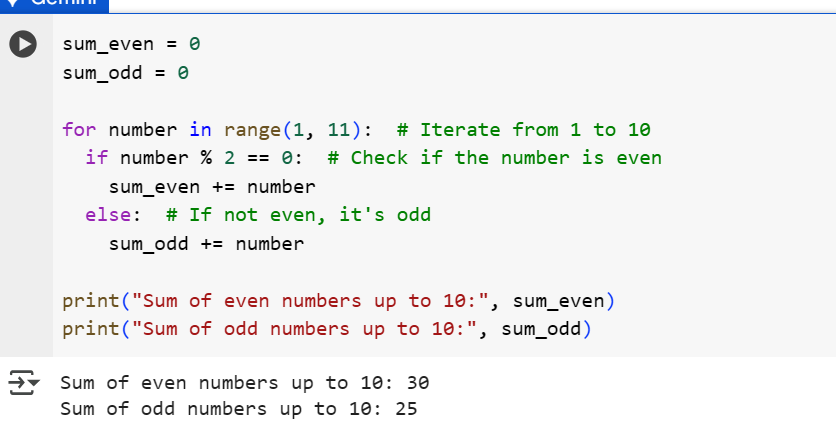 Gemini
sum_even = 0
sum_odd = 0
for number in range(1, 11):  # Iterate from 1 to 10
  if number % 2 == 0:  # Check if the number is even
    sum_even += number
  else:  # If not even, it's odd
    sum_odd += number
print("Sum of even numbers up to 10:", sum_even)
print("Sum of odd numbers up to 10:", sum_odd)
Sum of even numbers up to 10: 30
Sum of odd numbers up to 10: 25